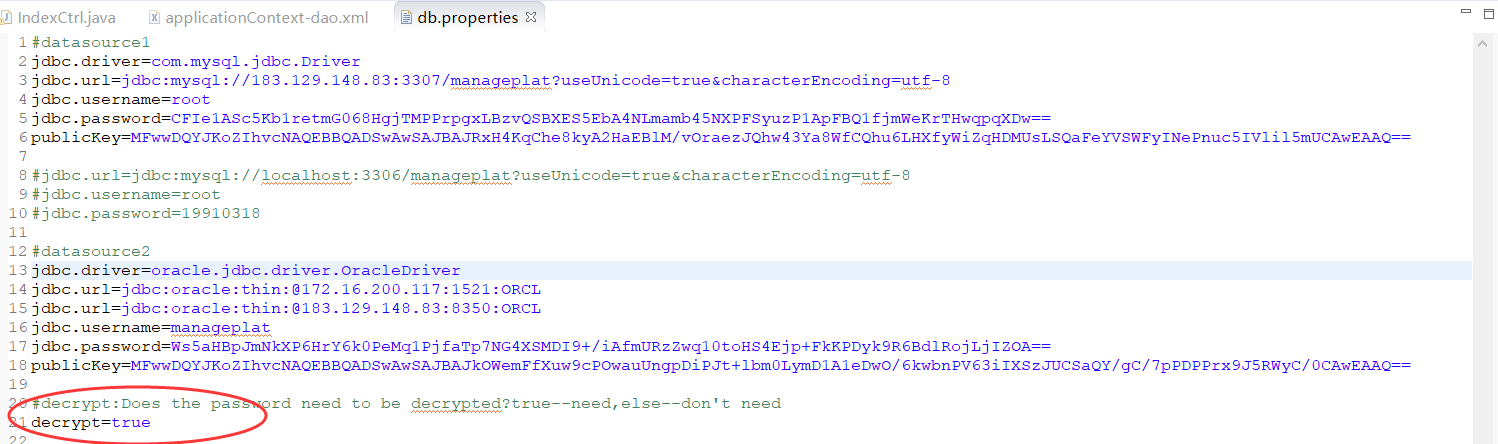 IndexCtrl.java applicationContext-dao.xml db.properties
1 #datasource1
2 jdbc.driver=com.mysql.jdbc.Driver
3 jdbc.url=jdbc:mysql://183.129.148.83:3307/manageplat?useUnicode=true&characterEncoding=utf-8
4 jdbc.username=root
5 jdbc.password=CFIe1ASc5Kb1retmG068HgjTMPPrpgxLBzvQSBXES5EbA4NLmamb45NXPFSyuzP1ApFBQ1fjmWeKrTHwqpqXDw==
6 publicKey=MFwwDQYJKoZIhvcNAQEBBQADSwAwSAJBAJRxH4KqChe8kyA2HaEBlM/vOraezJQhw43Ya8WfCQhu6LHXfyWiZqHDMUsLSQaFeYVSWFyINePnuc5IVlil5mUCAwEAAQ==
7
8 #jdbc.url=jdbc:mysql://localhost:3306/manageplat?useUnicode=true&characterEncoding=utf-8
9 #jdbc.username=root
10 #jdbc.password=19910318
11
12 #datasource2
13 jdbc.driver=oracle.jdbc.driver.OracleDriver
14 jdbc.url=jdbc:oracle:thin:@172.16.200.117:1521:ORCL
15 jdbc.url=jdbc:oracle:thin:@183.129.148.83:8350:ORCL
16 jdbc.username=manageplat
17 jdbc.password=Ws5aHBpJmNkXP6HrY6k0PeMq1PjfaTp7NG4XSMDI9+/iAfmURzZwq10toHS4Ejp+FkKPDyk9R6BdlRojLjIZOA==
18 publicKey=MFwwDQYJKoZIhvcNAQEBBQADSwAwSAJBAJkOWemFfXuw9cPOwauUngpDiPJt+lbm0LymD1A1eDwO/6kwbnPV63iIXSzJUCSaQY/gC/7pPDPPrx9J5RWyC/0CAwEAAQ==
19
20 #decrypt:Does the password need to be decrypted?true--need,else--don't need
21 decrypt=true
22